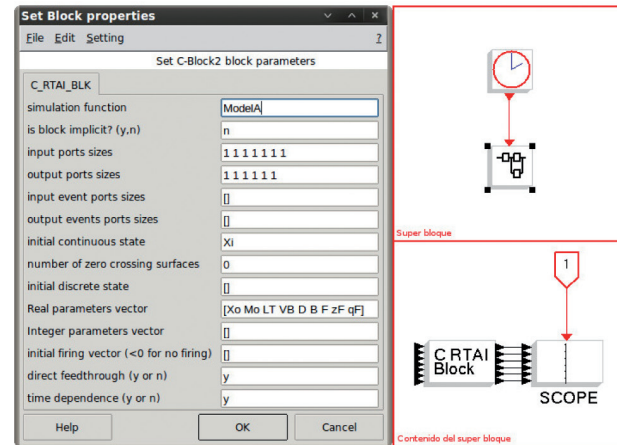 Set Block properties
File Edit Setting ?
Set C-Block2 block parameters
C_RTAI_BLK
simulation function ModelA
is block implicit? (y,n) n
input ports sizes 1 1 1 1 1 1 1
output ports sizes 1 1 1 1 1 1
input event ports sizes []
output events ports sizes []
initial continuous state Xi
number of zero crossing surfaces 0
initial discrete state []
Real parameters vector [Xo Mo LT VB D B F zF qF]
Integer parameters vector []
initial firing vector (<0 for no firing) []
direct feedthrough (y or n) y
time dependence (y or n) y
Help OK Cancel
Super bloque
1
C RTAI
Block
SCOPE
Contenido del super bloque